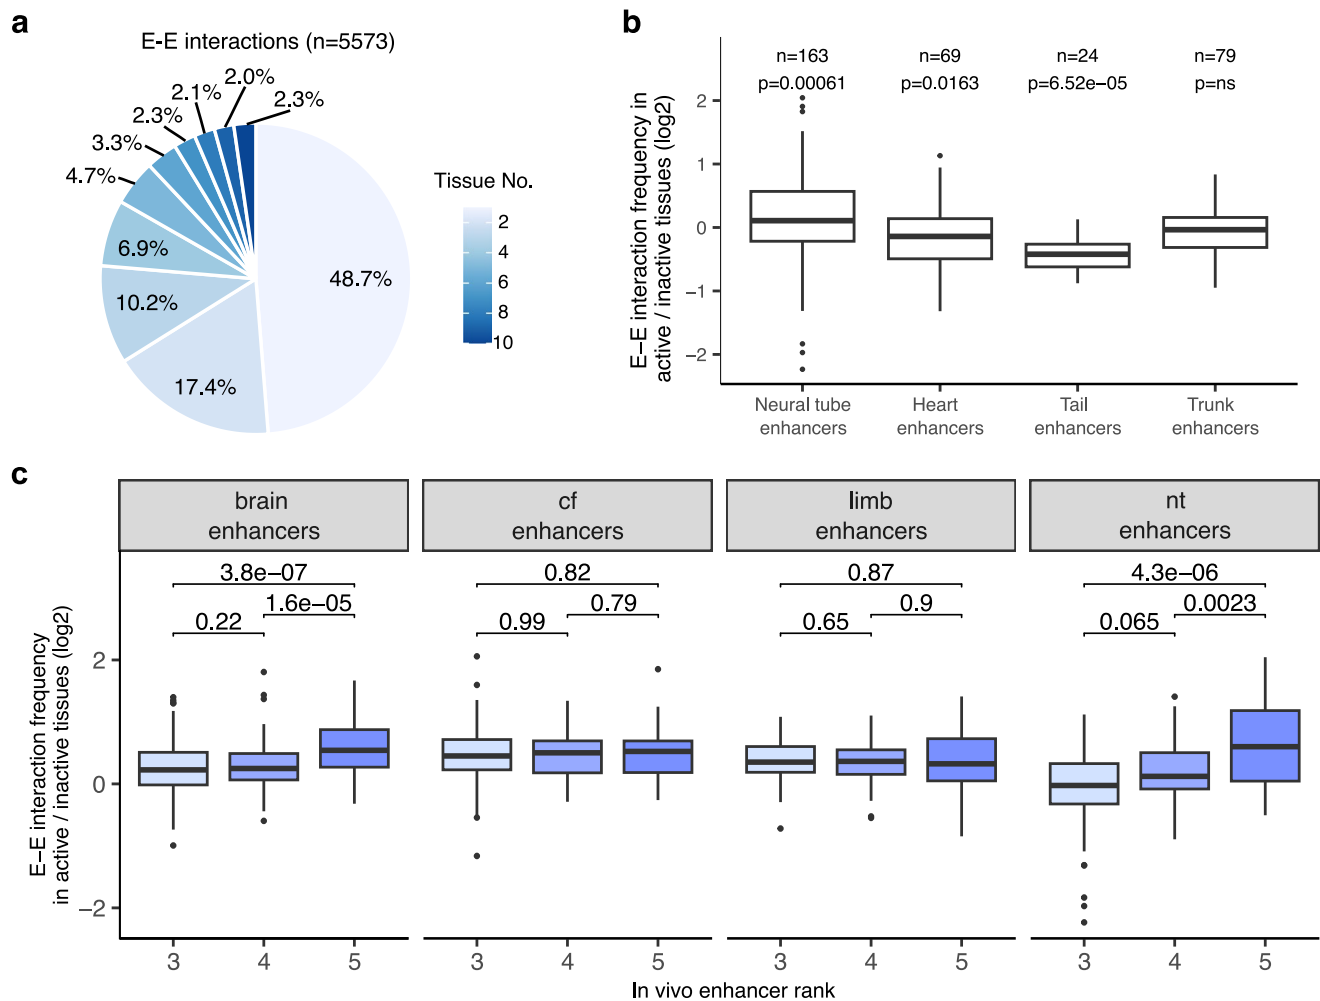 a
E-E interactions (n=5573)
2.0%
2.1%
2.3%
2.3%
3.3%
4.7%
6.9%
10.2%
17.4%
48.7%
Tissue No.
2
4
6
8
10
b
E−E interaction frequency in
active / inactive tissues (log2)
2
1
0
−1
−2
n=163
p=0.00061
n=69
p=0.0163
n=24
p=6.52e−05
n=79
p=ns
Neural tube
enhancers
Heart
enhancers
Tail
enhancers
Trunk
enhancers
c
E−E interaction frequency
in active / inactive tissues (log2)
2
0
−2
brain
enhancers
3.8e−07
1.6e−05
0.22
3 4 5
cf
enhancers
0.82
0.79
0.99
3 4 5
limb
enhancers
0.87
0.9
0.65
3 4 5
nt
enhancers
4.3e−06
0.0023
0.065
3 4 5
In vivo enhancer rank